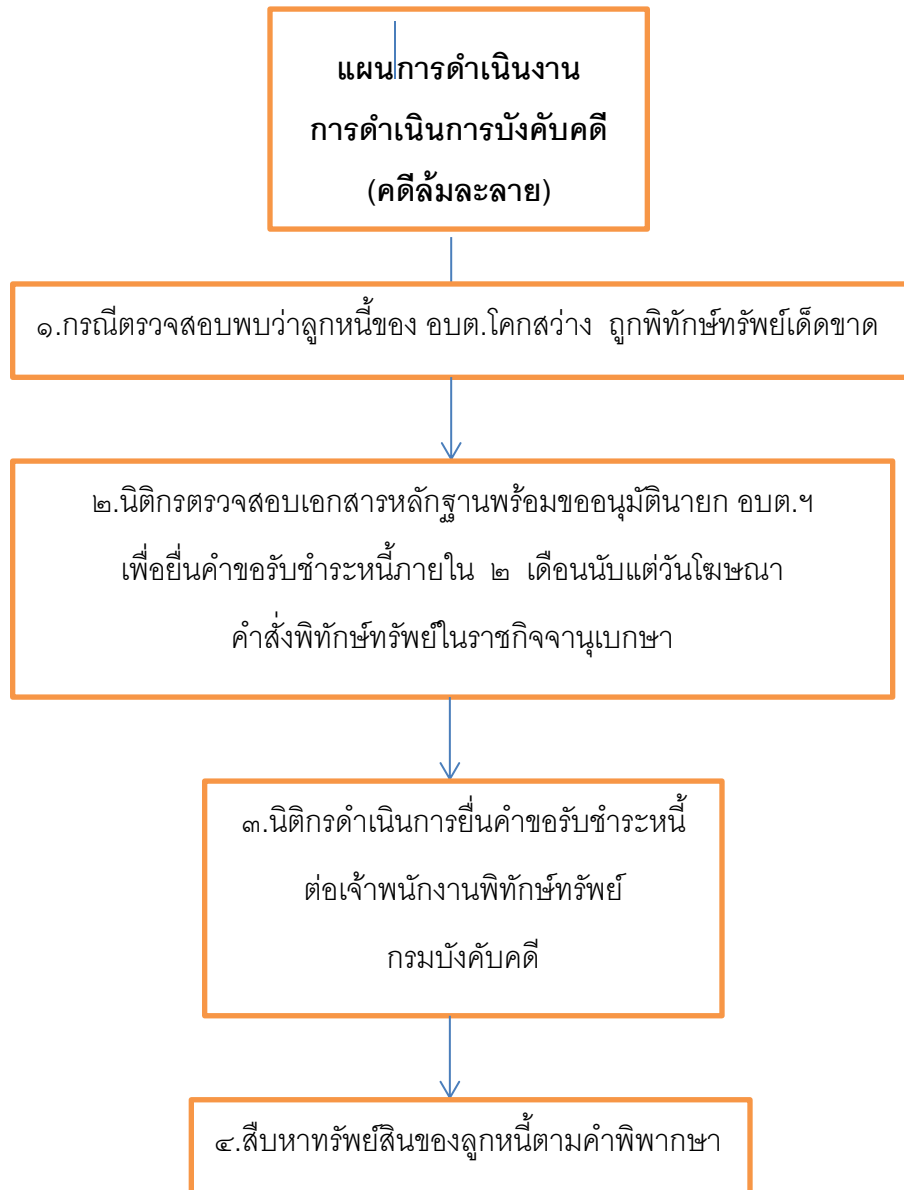 แผนการดำเนินงาน
การดำเนินการบังคับคดี
(คดีล้มละลาย)
๑.กรณีตรวจสอบพบว่าลูกหนี้ของ อบต.โคกสว่าง ถูกพิทักษ์ทรัพย์เด็ดขาด
๒.นิติกรตรวจสอบเอกสารหลักฐานพร้อมขออนุมัตินายก อบต.ฯ
เพื่อยื่นคำขอรับชำระหนี้ภายใน ๒ เดือนนับแต่วันโฆษณา
คำสั่งพิทักษ์ทรัพย์ในราชกิจจานุเบกษา
๓.นิติกรดำเนินการยื่นคำขอรับชำระหนี้
ต่อเจ้าพนักงานพิทักษ์ทรัพย์
กรมบังคับคดี
๔.สืบหาทรัพย์สินของลูกหนี้ตามคำพิพากษา